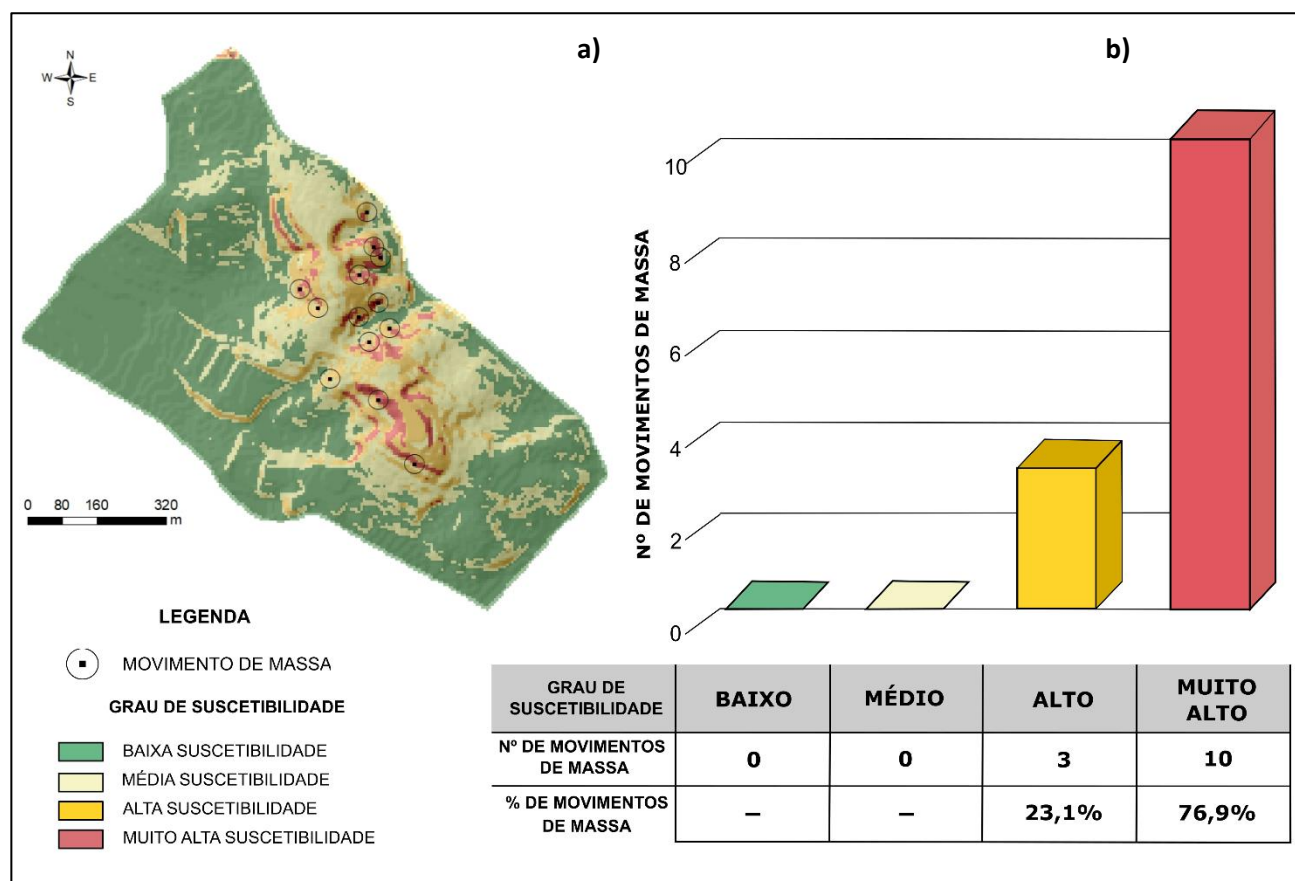 a)
b)
N
W E
S
0 80 160 320
m
LEGENDA
MOVIMENTO DE MASSA
GRAU DE SUSCETIBILIDADE
BAIXA SUSCETIBILIDADE
MÉDIA SUSCETIBILIDADE
ALTA SUSCETIBILIDADE
MUITO ALTA SUSCETIBILIDADE
Nº DE MOVIMENTOS DE MASSA
10
8
6
4
2
0
GRAU DE
SUSCETIBILIDADE
BAIXO
MÉDIO
ALTO
MUITO
ALTO
Nº DE MOVIMENTOS
DE MASSA
0
0
3
10
% DE MOVIMENTOS
DE MASSA
–
–
23,1%
76,9%